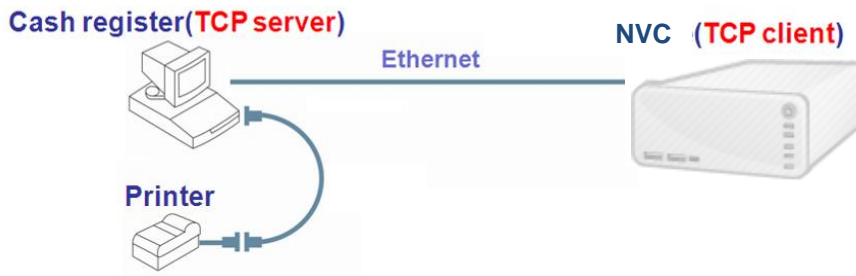 Cash register(TCP server)
NVC (TCP client)
Ethernet
Printer